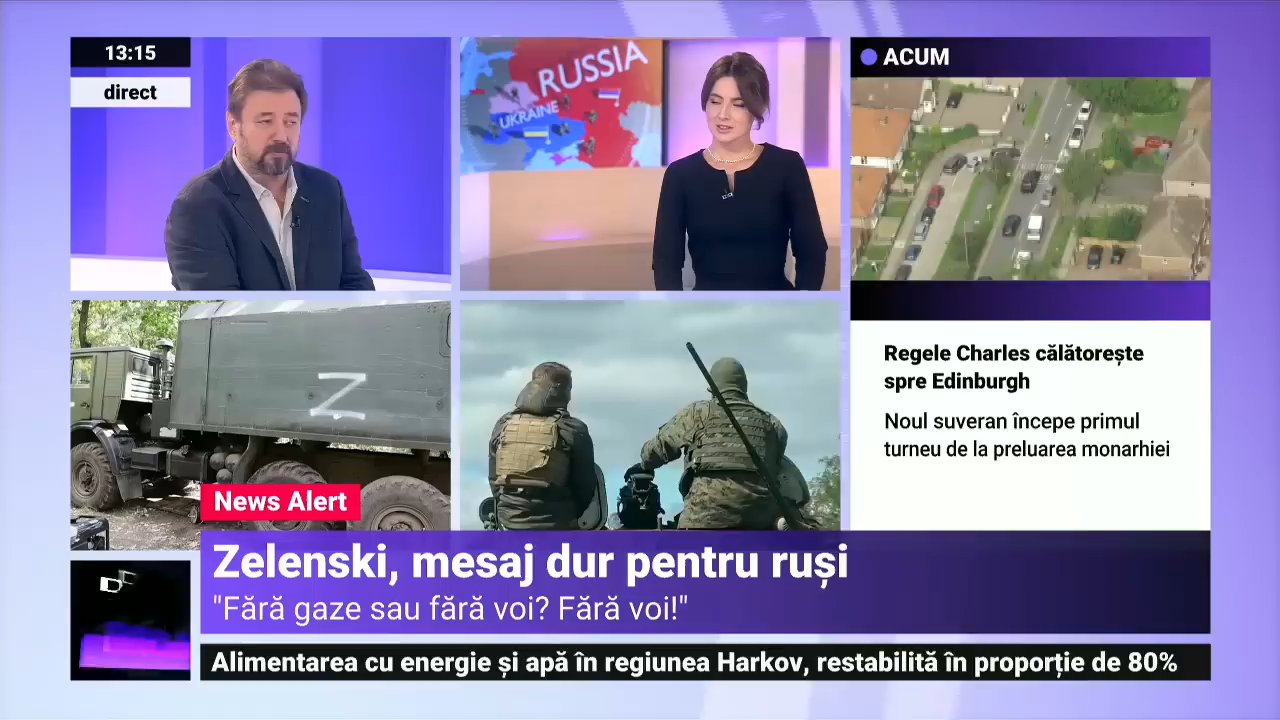 13:15
direct
RUSSIA
UKRAINE
ACUM
Z
Regele Charles călătorește
spre Edinburgh
Noul suveran începe primul
turneu de la preluarea monarhiei
News Alert
Zelenski, mesaj dur pentru ruși
"Fără gaze sau fără voi? Fără voi!"
Alimentarea cu energie și apă în regiunea Harkov, restabilită în proporție de 80%